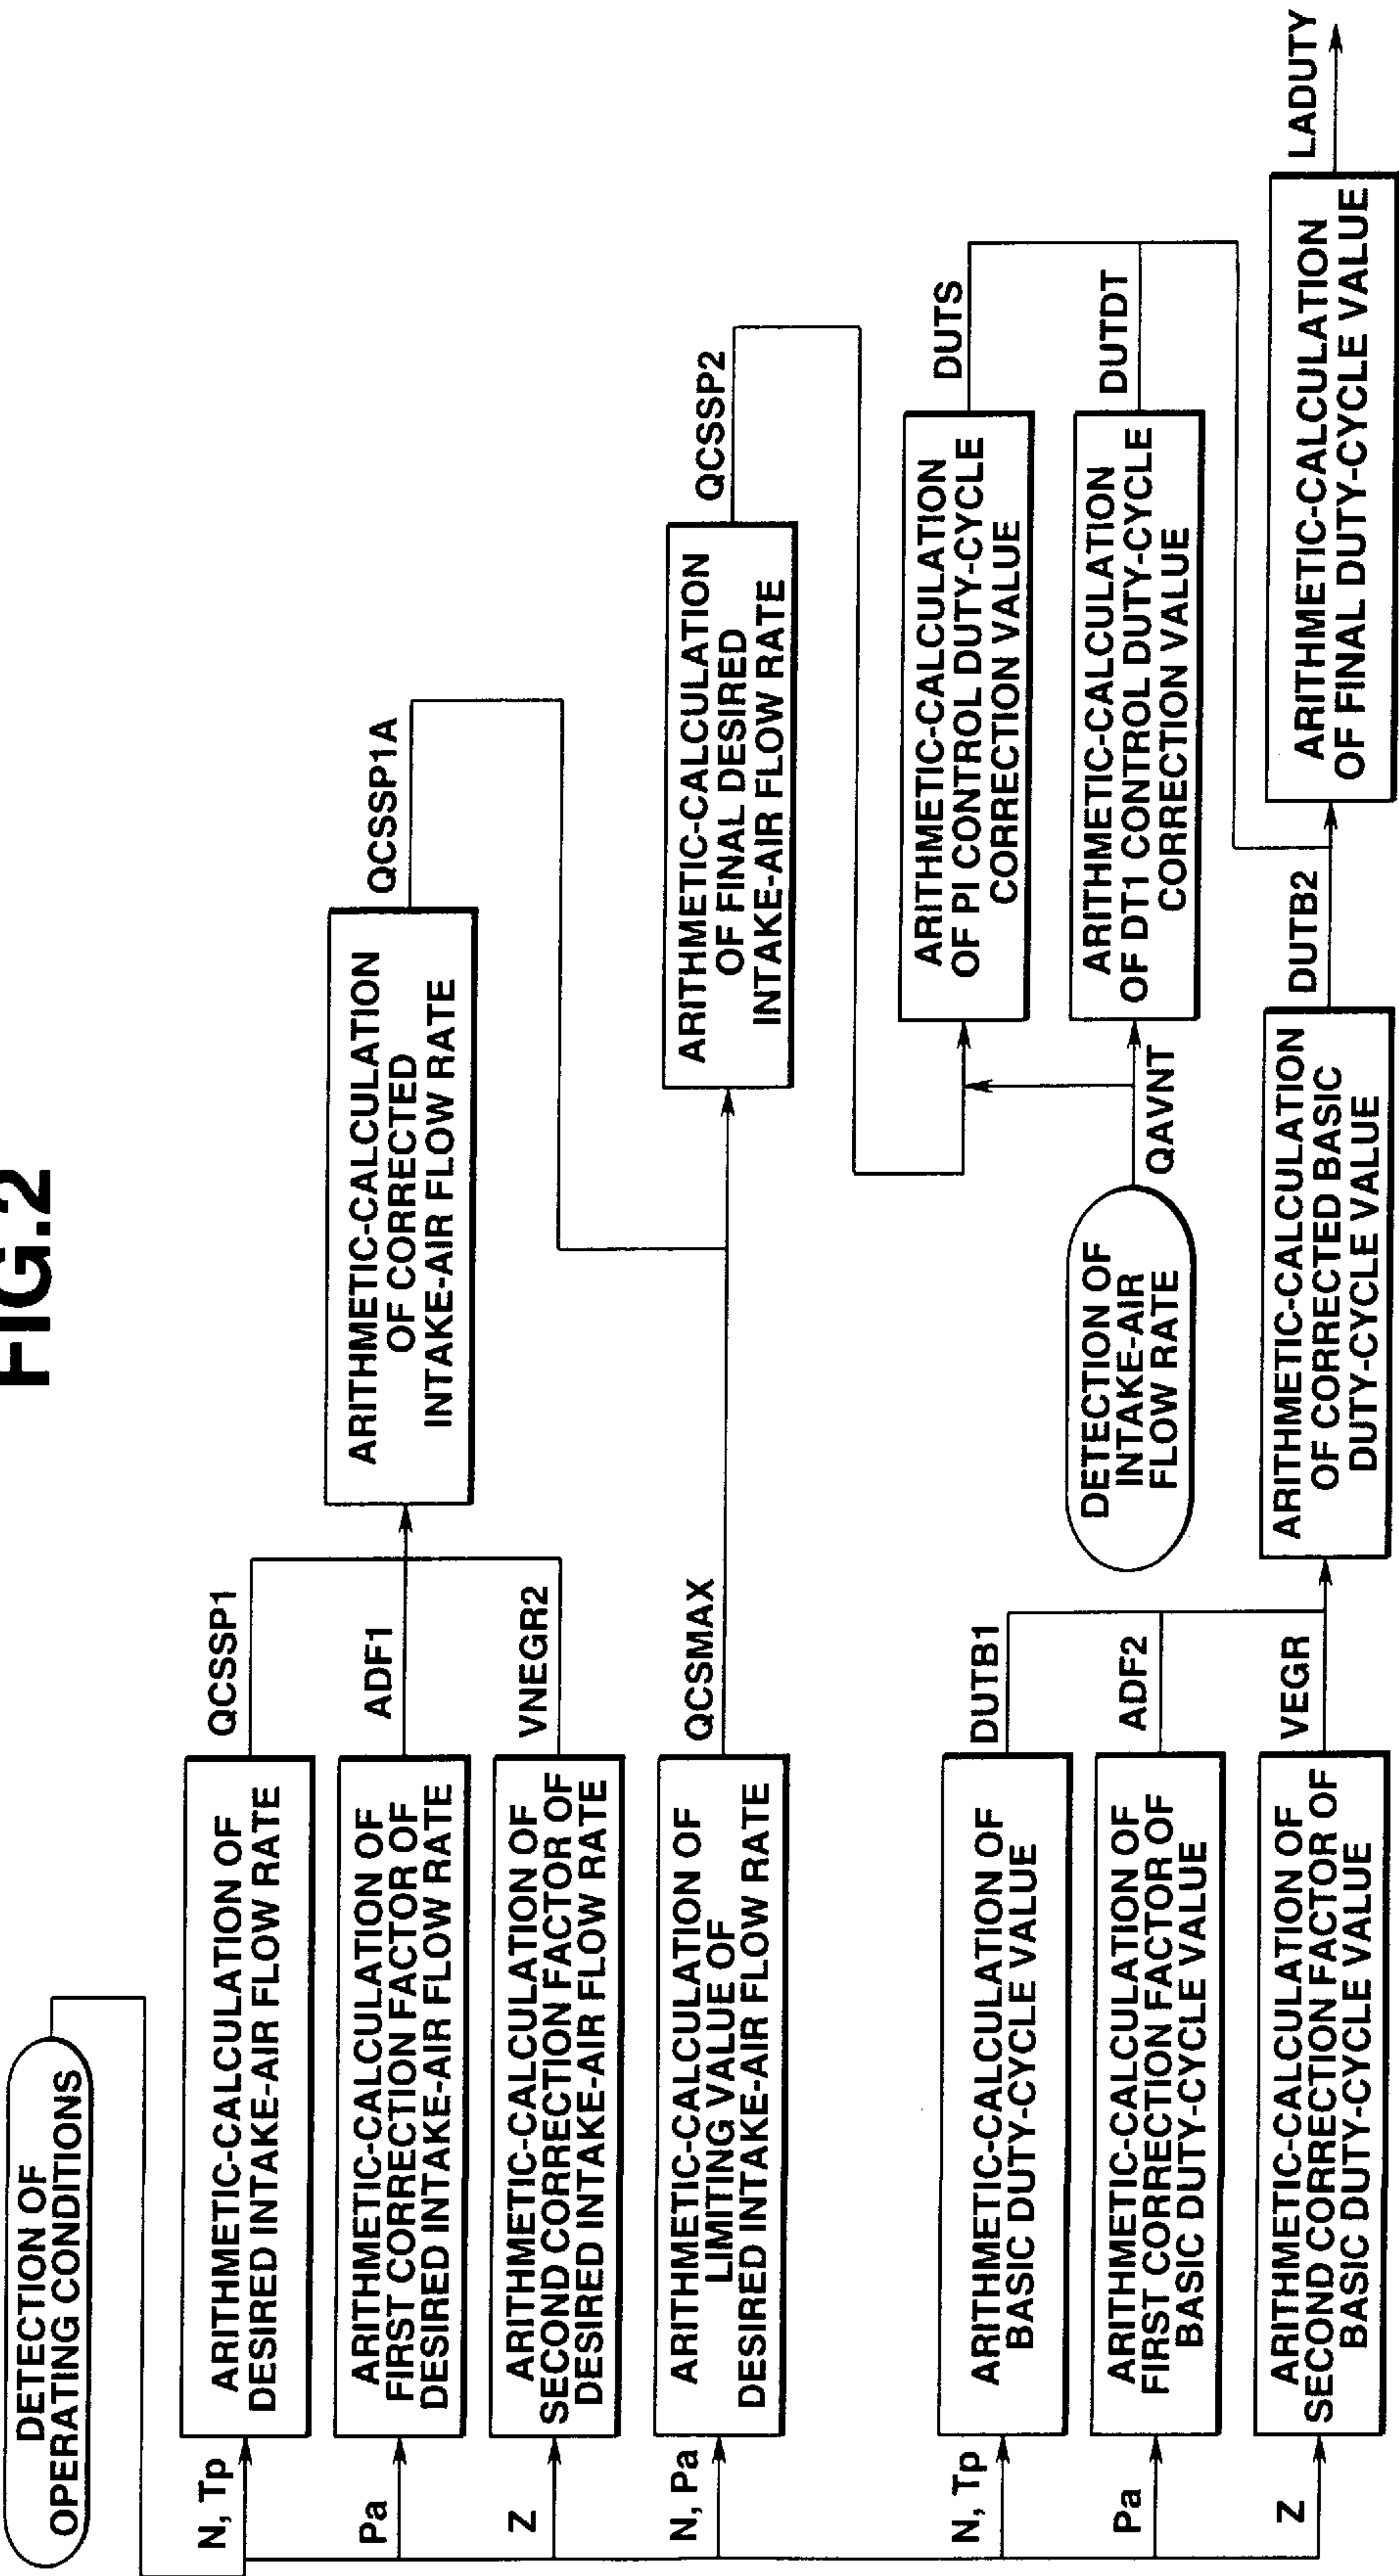 FIG.2
DETECTION OF
OPERATING CONDITIONS
N, Tp
ARITHMETIC-CALCULATION OF
DESIRED INTAKE-AIR FLOW RATE
QCSSP1
Pa
ARITHMETIC-CALCULATION OF
FIRST CORRECTION FACTOR OF
DESIRED INTAKE-AIR FLOW RATE
ADF1
Z
ARITHMETIC-CALCULATION OF
SECOND CORRECTION FACTOR OF
DESIRED INTAKE-AIR FLOW RATE
VNEGR2
ARITHMETIC-CALCULATION
OF CORRECTED
INTAKE-AIR FLOW RATE
QCSSP1A
N, Pa
ARITHMETIC-CALCULATION OF
LIMITING VALUE OF
DESIRED INTAKE-AIR FLOW RATE
QCSMAX
ARITHMETIC-CALCULATION
OF FINAL DESIRED
INTAKE-AIR FLOW RATE
QCSSP2
DETECTION OF
INTAKE-AIR
FLOW RATE
QAVNT
ARITHMETIC-CALCULATION
OF PI CONTROL DUTY-CYCLE
CORRECTION VALUE
DUTS
ARITHMETIC-CALCULATION
OF DT1 CONTROL DUTY-CYCLE
CORRECTION VALUE
DUTDT
N, Tp
ARITHMETIC-CALCULATION OF
BASIC DUTY-CYCLE VALUE
DUTB1
Pa
ARITHMETIC-CALCULATION OF
FIRST CORRECTION FACTOR OF
BASIC DUTY-CYCLE VALUE
ADF2
Z
ARITHMETIC-CALCULATION OF
SECOND CORRECTION FACTOR OF
BASIC DUTY-CYCLE VALUE
VEGR
ARITHMETIC-CALCULATION
OF CORRECTED BASIC
DUTY-CYCLE VALUE
DUTB2
ARITHMETIC-CALCULATION
OF FINAL DUTY-CYCLE VALUE
LADUTY